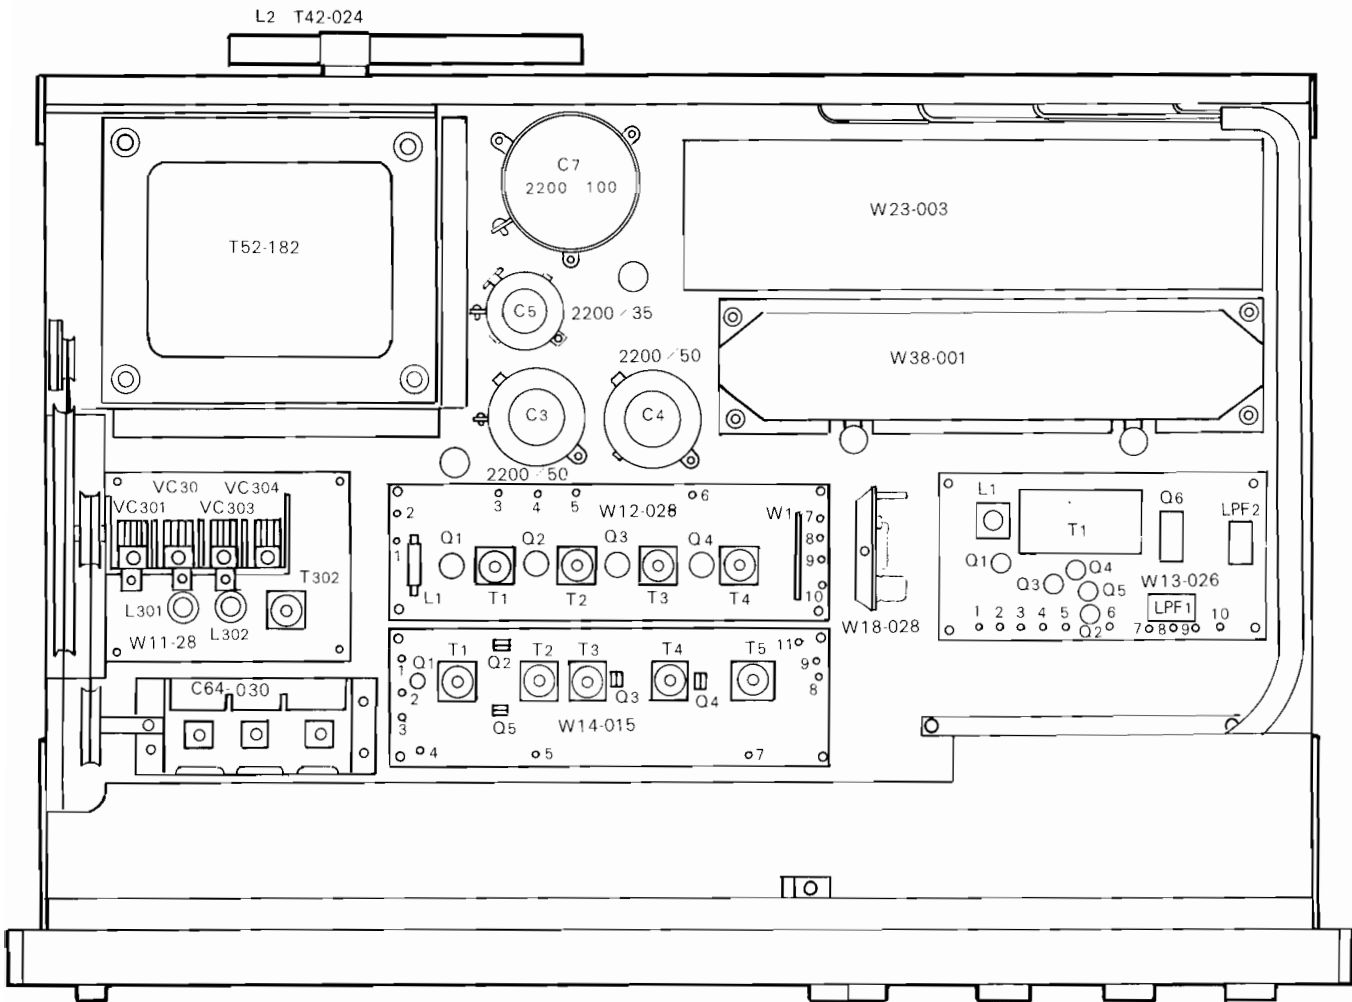 L2 T42-024
C7
2200 100
W23-003
T52-182
C5
2200/35
2200/50
W38-001
C3
C4
2200/50
VC30 VC304
VC301 VC303
T302
L301
L302
W11-28
3 4 5 6
W12-028
W1
2
7
Q1 Q2 Q3 Q4
8
1
9
10
L1 T1 T2 T3 T4
W18-028
L1
T1
Q6
LPF2
Q1
Q4
Q3
Q5
W13-026
LPF1
1 2 3 4 5 6 7 8 9 10
Q2
T1 T2 T3 T4 T5 11
Q1 Q2
1
9
2
8
Q3 Q4
3
Q5
W14-015
4 5 7
C64-030